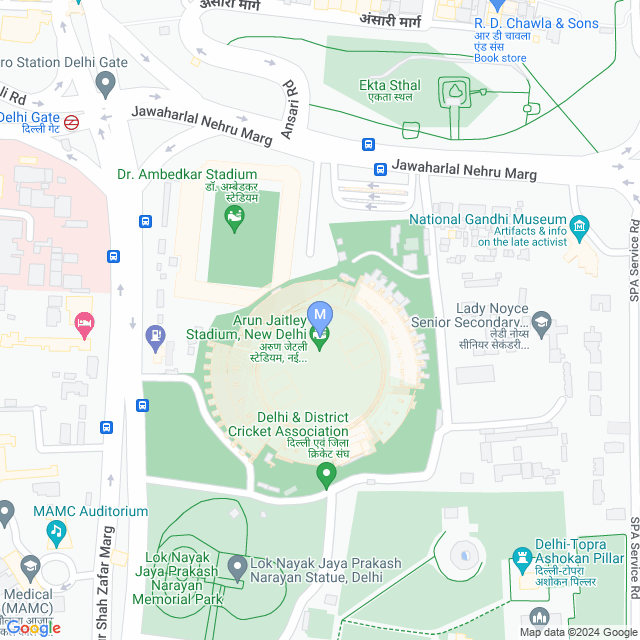 अंसारी मार्ग
अंसारी मार्ग
R. D. Chawla & Sons
आर डी चावला
एंड संस
Book store
ro Station Delhi Gate
Ekta Sthal
एकता स्थल
Ansari Rd
li Rd
Delhi Gate
दिल्ली गेट
Jawaharlal Nehru Marg
Jawaharlal Nehru Marg
Dr. Ambedkar Stadium
डॉ. अम्बेडकर
स्टेडियम
National Gandhi Museum
Artifacts & info
on the late activist
SPA Service Rd
M
Arun Jaitley
Stadium, New Delhi
अरुण जेटली
स्टेडियम, नई...
Lady Noyce
Senior Secondary...
लेडी नोय्स
सीनियर सेकंडरी...
Delhi & District
Cricket Association
दिल्ली एवं जिला
क्रिकेट संघ
MAMC Auditorium
ur Shah Zafar Marg
Lok Nayak
Jaya Prakash
Narayan
Memorial Park
Lok Nayak Jaya Prakash
Narayan Statue, Delhi
Delhi-Topra
Ashokan Pillar
दिल्ली-टोपरा
अशोकन पिल्लर
SPA Service Rd
Medical
(MAMC)
Google
Map data ©2024 Google